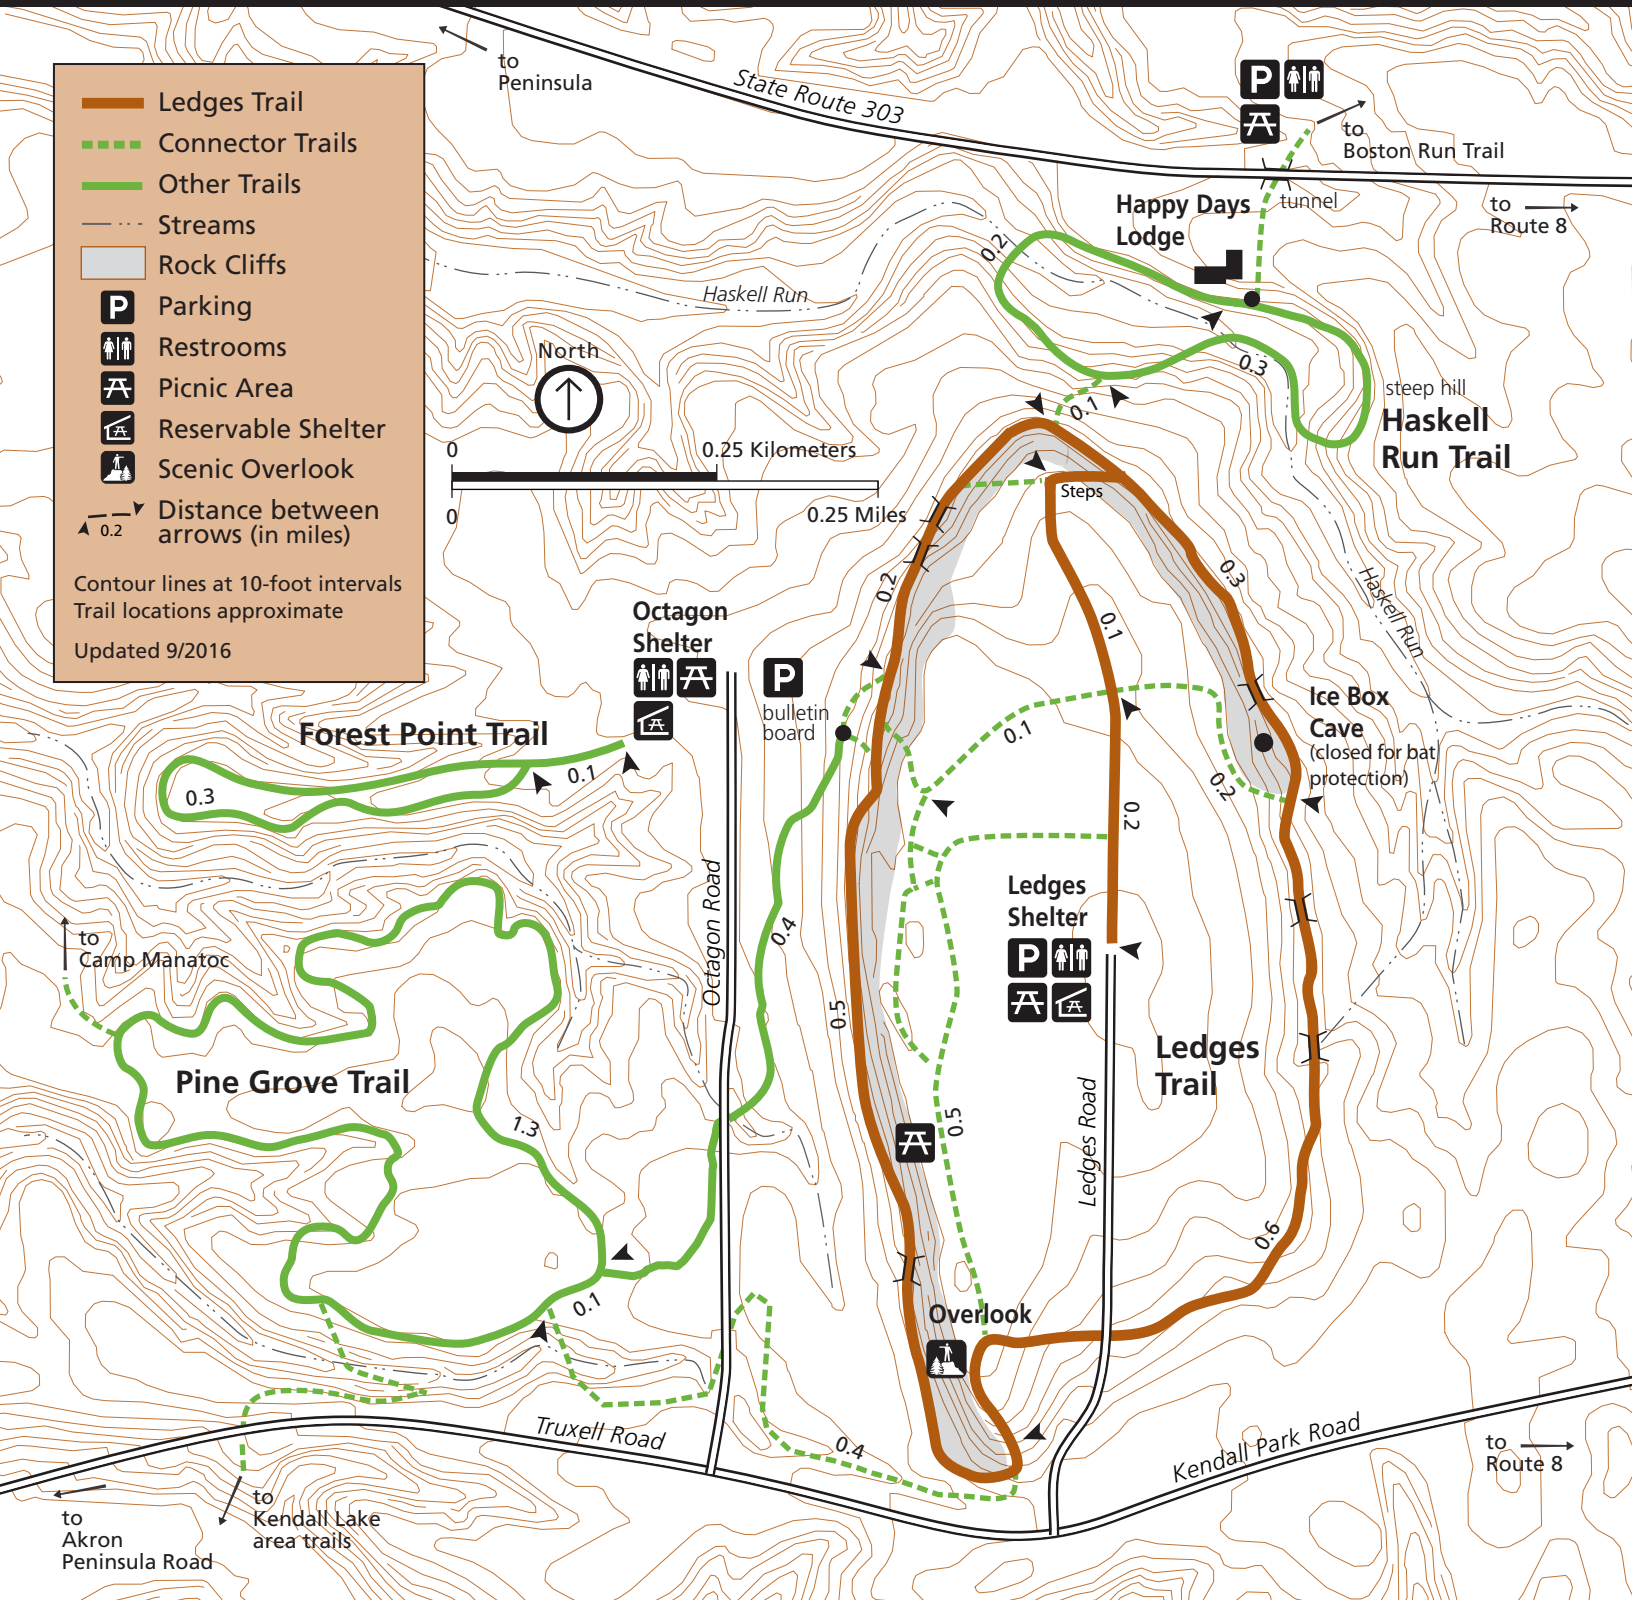 Ledges Trail
Connector Trails
Other Trails
Streams
Rock Cliffs
P
Parking
Restrooms
Picnic Area
Reservable Shelter
Scenic Overlook
0.2
Distance between
arrows (in miles)
Contour lines at 10-foot intervals
Trail locations approximate
Updated 9/2016
to
Peninsula
State Route 303
P
to
Boston Run Trail
tunnel
to
Route 8
Happy Days
Lodge
0.2
Haskell Run
0.3
steep hill
Haskell
Run Trail
North
0
0.25 Kilometers
0
0.25 Miles
0.1
Steps
0.2
0.3
0.1
Haskell Run
Octagon
Shelter
P
bulletin
board
Forest Point Trail
0.1
0.3
0.1
Ice Box
Cave
(closed for bat
protection)
0.2
0.2
Octagon Road
0.4
Ledges
Shelter
P
to
Camp Manatoc
0.5
Ledges
Trail
Pine Grove Trail
1.3
0.5
Ledges Road
0.6
0.1
Overlook
Truxell Road
0.4
Kendall Park Road
to
Route 8
to
Kendall Lake
area trails
to
Akron
Peninsula Road